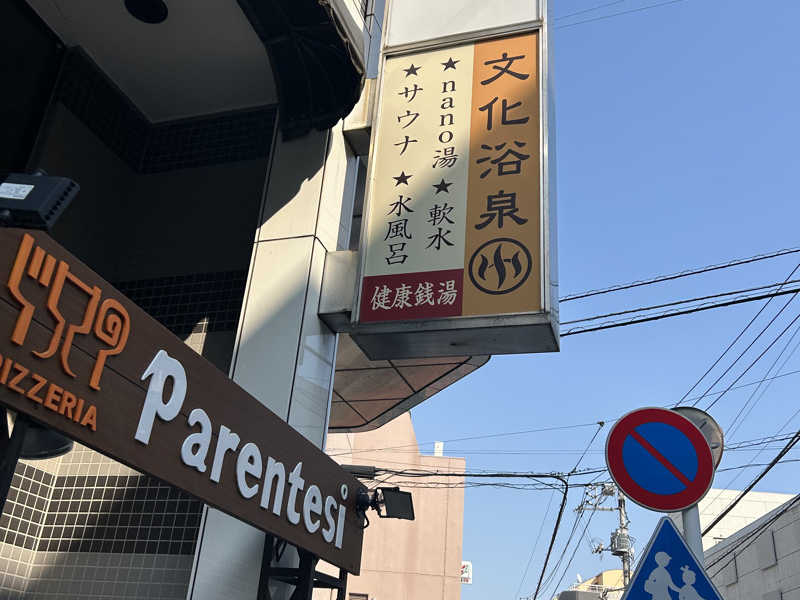 文化浴泉
★nano湯★軟水
★サウナ★水風呂
健康銭湯
PIZZERIA
Parentesi